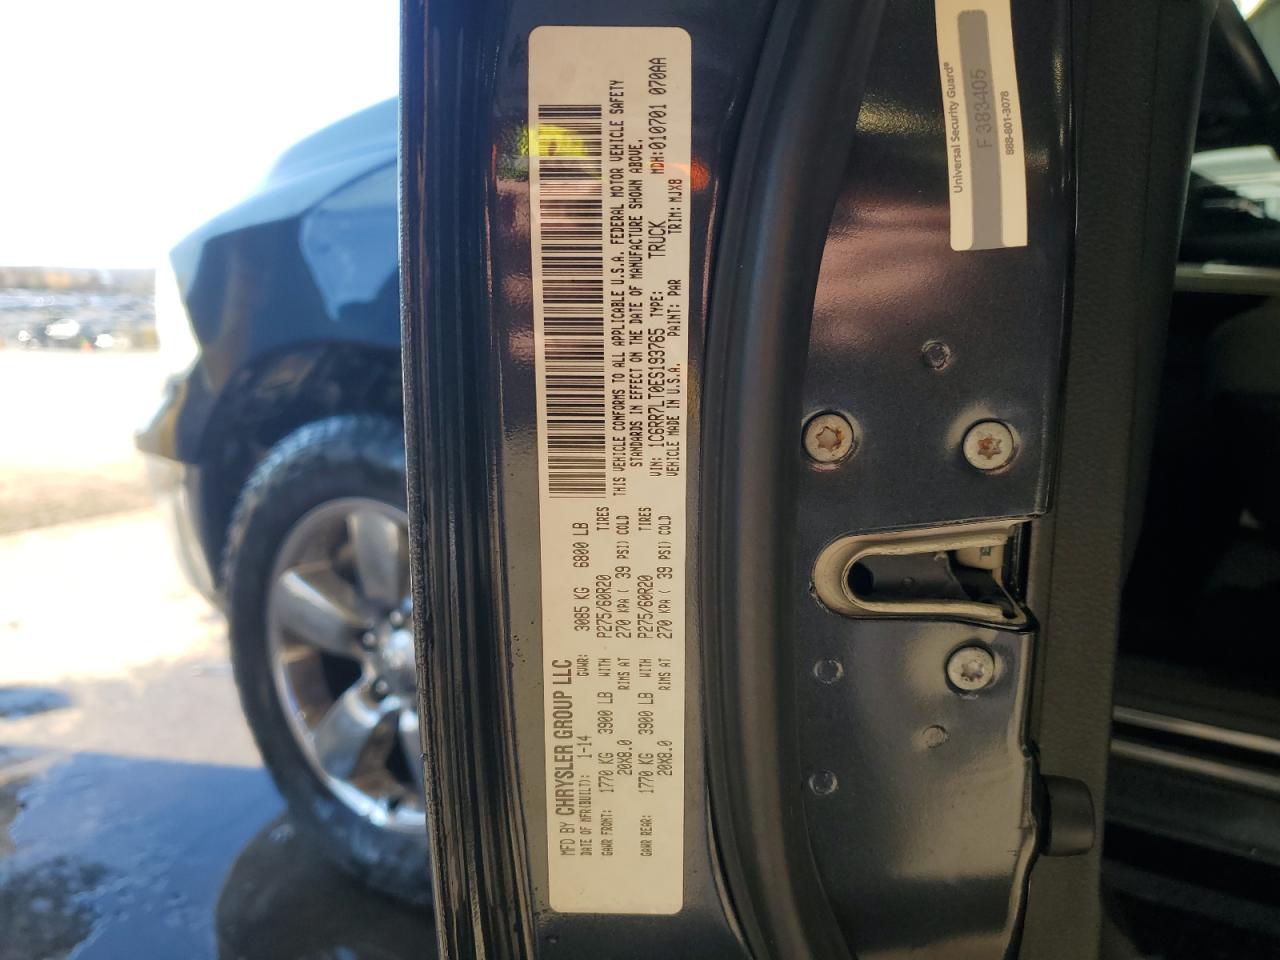 MFD BY CHRYSLER GROUP LLC
DATE OF MFR(BUILT): 1-14 GVWR: 3085 KG 6800 LB
GAWR FRONT: 1770 KG 3900 LB WITH P275/60R20 TIRES
20X8.0 RIMS AT 270 KPA ( 39 PSI) COLD
GAWR REAR: 1770 KG 3900 LB WITH P275/60R20 TIRES
20X8.0 RIMS AT 270 KPA ( 39 PSI) COLD
THIS VEHICLE CONFORMS TO ALL APPLICABLE U.S.A. FEDERAL MOTOR VEHICLE SAFETY
STANDARDS IN EFFECT ON THE DATE OF MANUFACTURE SHOWN ABOVE.
VIN: 1C6RR7LT0ES193765 TYPE: TRUCK MDH:010701 070AA
VEHICLE MADE IN U.S.A. PAINT: PAR TRIM: MJX8
Universal Security Guard®
F 383405
888-801-3078